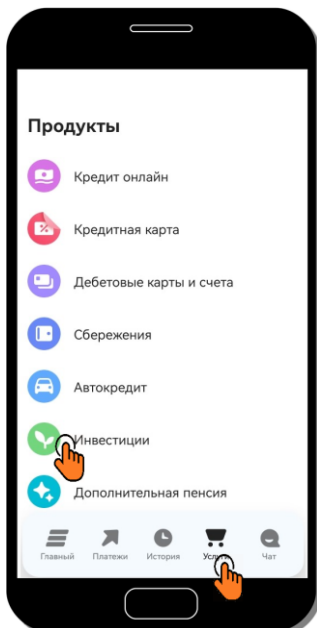 Продукты
Кредит онлайн
Кредитная карта
Дебетовые карты и счета
Сбережения
Автокредит
Инвестиции
Дополнительная пенсия
Главный Платежи История Чат